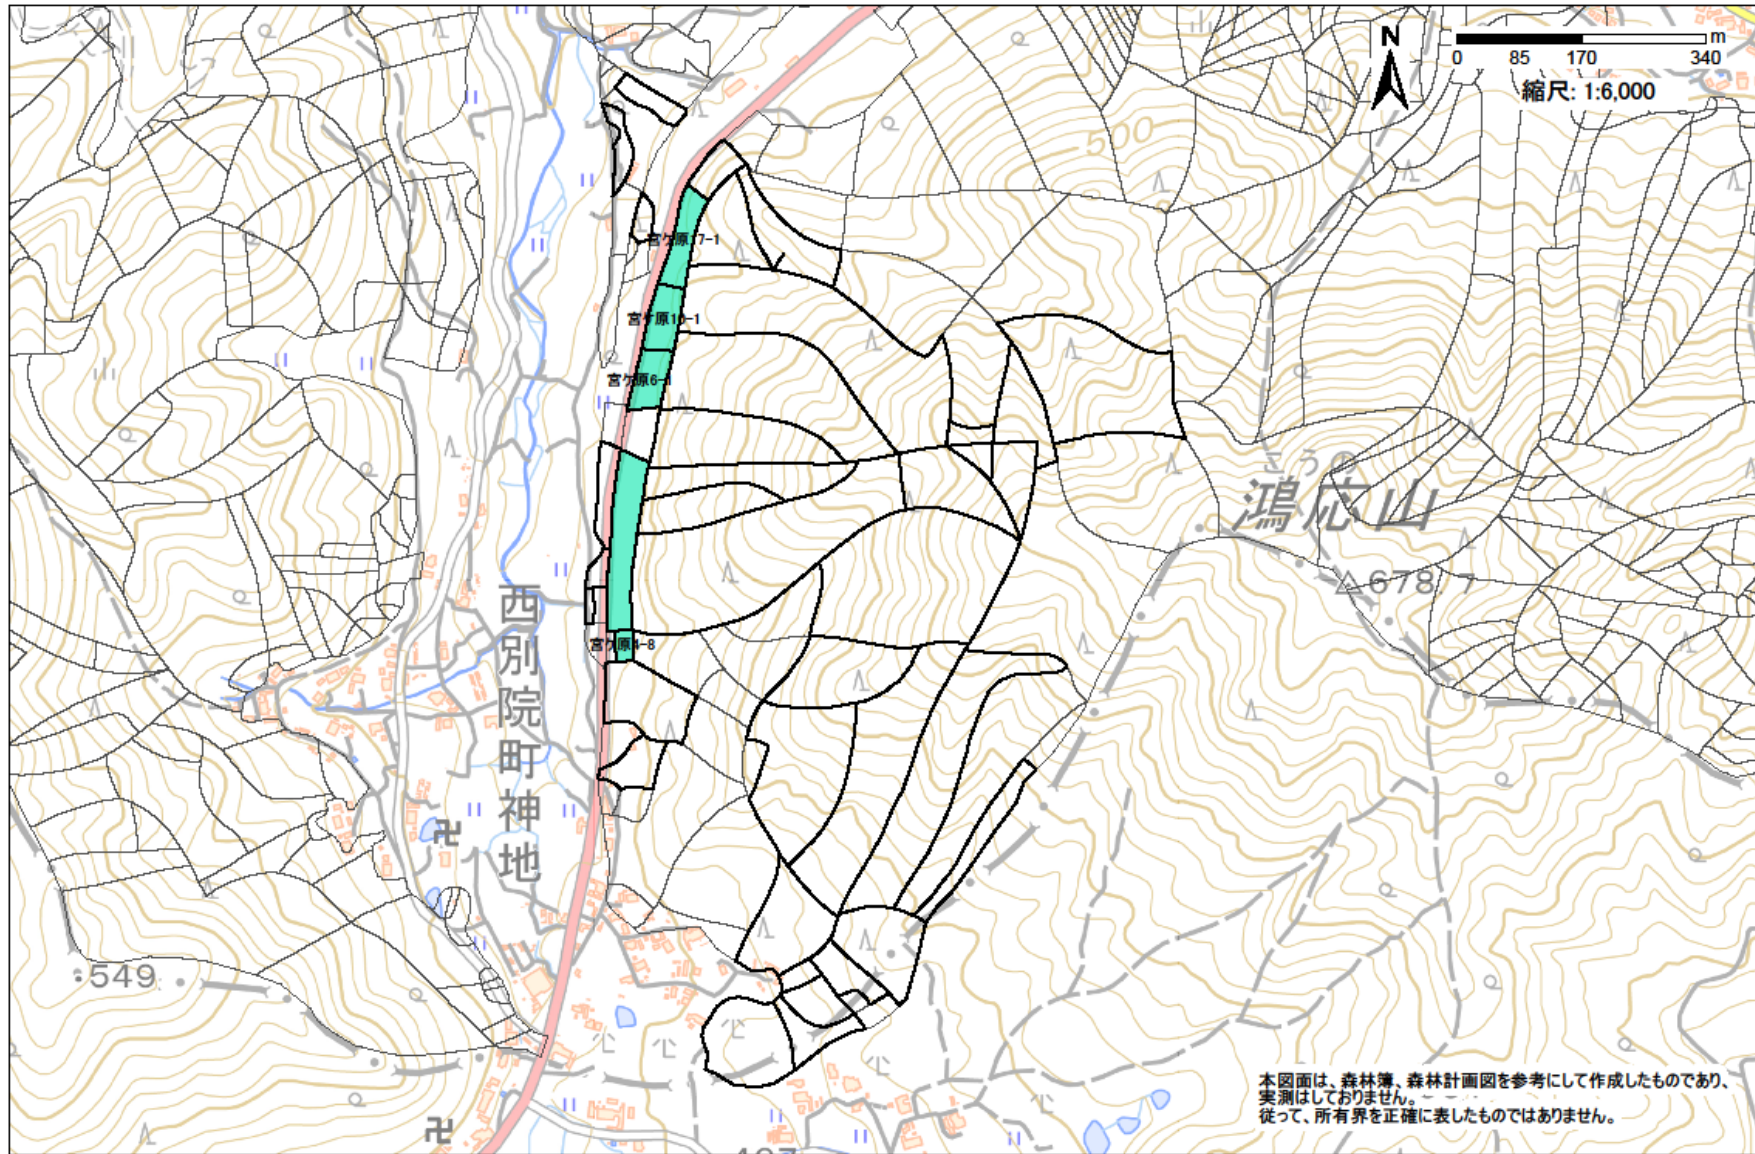 N
m
0 85 170 340
縮尺: 1:6,000
500
宮ケ原17-1
宮ケ原10-1
宮ケ原6-1
こうの
鴻応山
678.7
宮ケ原4-8
西別院町神地
549
本図面は、森林簿、森林計画図を参考にして作成したものであり、
実測はしておりません。
従って、所有界を正確に表したものではありません。